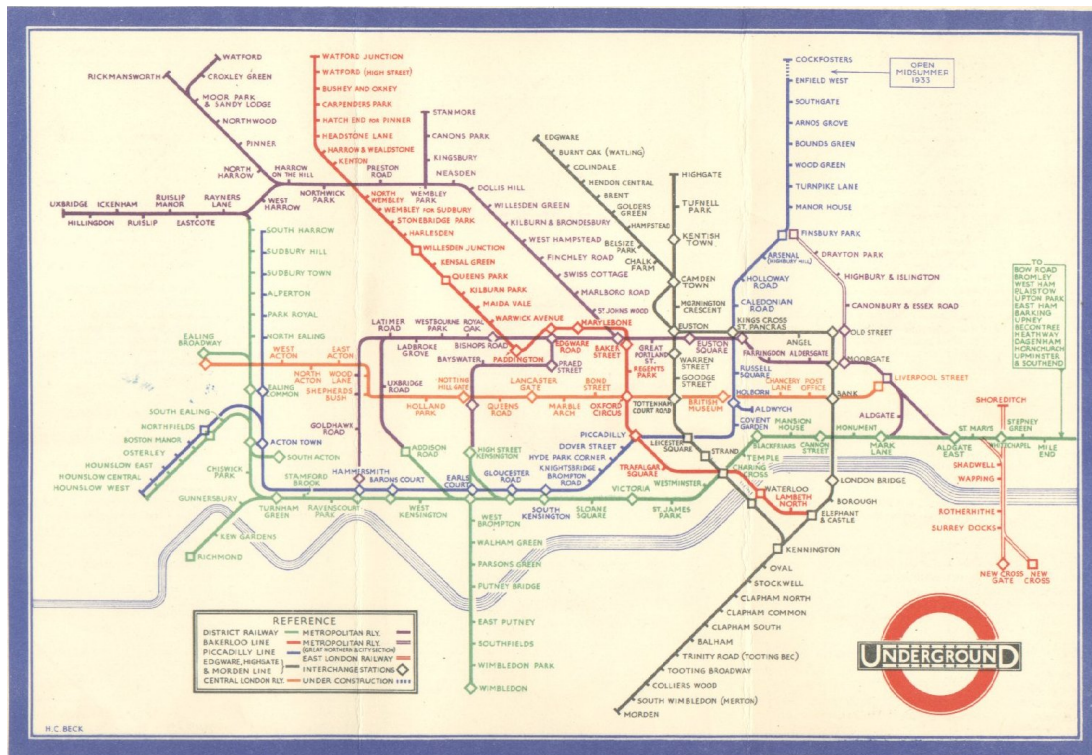 WATFORD
CROXLEY GREEN
RICKMANSWORTH
MOOR PARK
& SANDY LODGE
NORTHWOOD
PINNER
NORTH
HARROW
HARROW
ON THE HILL
NORTHWICK
PARK
PRESTON
ROAD
WEMBLEY
PARK
UXBRIDGE
ICKENHAM
RUISLIP
MANOR
RAYNERS
LANE
WEST
HARROW
HILLINGDON
RUISLIP
EASTCOTE
WATFORD JUNCTION
WATFORD (HIGH STREET)
BUSHEY AND OXHEY
CARPENDERS PARK
HATCH END FOR PINNER
HEADSTONE LANE
HARROW & WEALDSTONE
KENTON
NORTH
WEMBLEY
WEMBLEY FOR SUDBURY
STONEBRIDGE PARK
HARLESDEN
WILLESDEN JUNCTION
KENSAL GREEN
QUEENS PARK
KILBURN PARK
MAIDA VALE
WARWICK AVENUE
PADDINGTON
STANMORE
CANONS PARK
KINGSBURY
NEASDEN
DOLLIS HILL
WILLESDEN GREEN
KILBURN & BRONDESBURY
WEST HAMPSTEAD
FINCHLEY ROAD
SWISS COTTAGE
MARLBORO ROAD
ST. JOHNS WOOD
EDGWARE
BURNT OAK (WATLING)
COLINDALE
HENDON CENTRAL
BRENT
GOLDERS
GREEN
HAMPSTEAD
BELSIZE
PARK
CHALK
FARM
HIGHGATE
TUFNELL
PARK
KENTISH
TOWN
CAMDEN
TOWN
MORNINGTON
CRESCENT
EUSTON
COCKFOSTERS
OPEN
MIDSUMMER
1933
ENFIELD WEST
SOUTHGATE
ARNOS GROVE
BOUNDS GREEN
WOOD GREEN
TURNPIKE LANE
MANOR HOUSE
FINSBURY PARK
ARSENAL
(HIGHBURY HILL)
HOLLOWAY
ROAD
CALEDONIAN
ROAD
KINGS CROSS
ST. PANCRAS
DRAYTON PARK
HIGHBURY & ISLINGTON
CANONBURY & ESSEX ROAD
OLD STREET
ANGEL
MOORGATE
TO
BOW ROAD
BROMLEY
WEST HAM
PLAISTOW
UPTON PARK
EAST HAM
BARKING
UPNEY
BECONTREE
HEATHWAY
DAGENHAM
HORNCHURCH
UPMINSTER
& SOUTHEND
SOUTH HARROW
SUDBURY HILL
SUDBURY TOWN
ALPERTON
PARK ROYAL
NORTH EALING
EALING
BROADWAY
WEST
ACTON
EAST
ACTON
NORTH
ACTON
WOOD
LANE
SHEPHERDS
BUSH
EALING
COMMON
LATIMER
ROAD
LADBROKE
GROVE
WESTBOURNE
PARK
ROYAL
OAK
BISHOPS ROAD
BAYSWATER
PRAED
STREET
EDGWARE
ROAD
MARYLEBONE
BAKER
STREET
GREAT
PORTLAND
ST.
REGENTS
PARK
EUSTON
SQUARE
FARRINGDON
ALDERSGATE
WARREN
STREET
GOODGE
STREET
RUSSELL
SQUARE
UXBRIDGE
ROAD
NOTTING
HILL GATE
HOLLAND
PARK
QUEENS
ROAD
LANCASTER
GATE
MARBLE
ARCH
BOND
STREET
OXFORD
CIRCUS
TOTTENHAM
COURT ROAD
BRITISH
MUSEUM
HOLBORN
CHANCERY
LANE
POST
OFFICE
BANK
LIVERPOOL STREET
ALDWYCH
COVENT
GARDEN
ALDGATE
SOUTH EALING
NORTHFIELDS
BOSTON MANOR
OSTERLEY
HOUNSLOW EAST
HOUNSLOW CENTRAL
HOUNSLOW WEST
ACTON TOWN
SOUTH ACTON
CHISWICK
PARK
GOLDHAWK
ROAD
ADDISON
ROAD
HIGH STREET
KENSINGTON
PICCADILLY
DOVER STREET
HYDE PARK CORNER
KNIGHTSBRIDGE
BROMPTON
ROAD
LEICESTER
SQUARE
STRAND
TRAFALGAR
SQUARE
MANSION
HOUSE
MONUMENT
BLACKFRIARS
CANNON
STREET
MARK
LANE
TEMPLE
CHARING
CROSS
ST MARYS
ALDGATE
EAST
SHOREDITCH
STEPNEY
GREEN
WHITECHAPEL
MILE
END
SHADWELL
WAPPING
ROTHERHITHE
SURREY DOCKS
NEW CROSS
GATE
NEW
CROSS
HAMMERSMITH
STAMFORD
BROOK
BARONS COURT
EARLS
COURT
GLOUCESTER
ROAD
GUNNERSBURY
TURNHAM
GREEN
RAVENSCOURT
PARK
WEST
KENSINGTON
SOUTH
KENSINGTON
SLOANE
SQUARE
VICTORIA
ST. JAMES
PARK
WESTMINSTER
KEW GARDENS
RICHMOND
WATERLOO
LAMBETH
NORTH
LONDON BRIDGE
BOROUGH
ELEPHANT
& CASTLE
KENNINGTON
WEST
BROMPTON
WALHAM GREEN
PARSONS GREEN
PUTNEY BRIDGE
EAST PUTNEY
SOUTHFIELDS
WIMBLEDON PARK
WIMBLEDON
OVAL
STOCKWELL
CLAPHAM NORTH
CLAPHAM COMMON
CLAPHAM SOUTH
BALHAM
TRINITY ROAD (TOOTING BEC)
TOOTING BROADWAY
COLLIERS WOOD
SOUTH WIMBLEDON (MERTON)
MORDEN
REFERENCE
DISTRICT RAILWAY
BAKERLOO LINE
PICCADILLY LINE
EDGWARE, HIGHGATE
& MORDEN LINE
CENTRAL LONDON RLY.
METROPOLITAN RLY.
METROPOLITAN RLY.
(GREAT NORTHERN & CITY SECTION)
EAST LONDON RAILWAY
INTERCHANGE STATIONS
UNDER CONSTRUCTION
UNDERGROUND
H.C. BECK